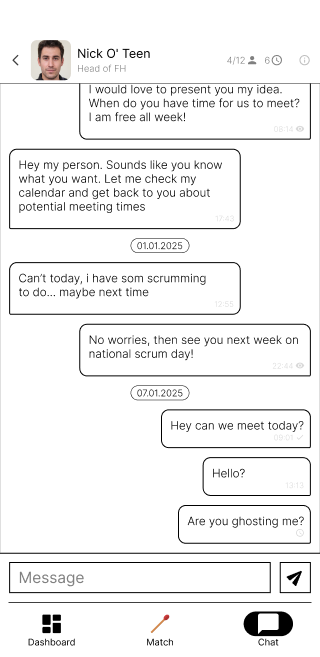 Nick O' Teen
Head of FH
4/12
6
I would love to present you my idea.
When do you have time for us to meet?
I am free all week!
08:14
Hey my person. Sounds like you know
what you want. Let me check my
calendar and get back to you about
potential meeting times
17:43
01.01.2025
Can't today, i have som scrumming
to do... maybe next time
12:55
No worries, then see you next week on
national scrum day!
22:44
07.01.2025
Hey can we meet today?
09:01
Hello?
13:13
Are you ghosting me?
Message
Dashboard
Match
Chat